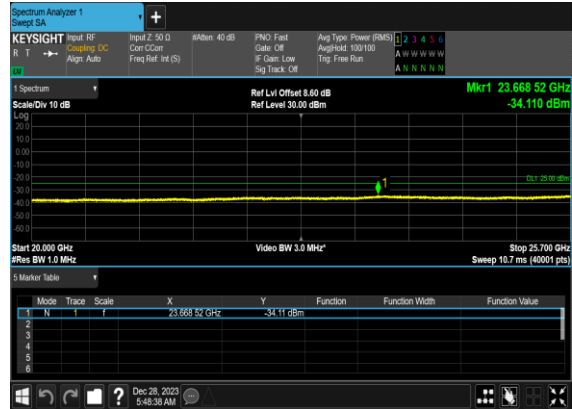 Spectrum Analyzer 1
Swept SA
+
KEYSIGHT Input: RF Input Z: 50 Ω #Atten: 40 dB PNO: Fast Avg Type: Power (RMS) 1 2 3 4 5 6
R T Coupling: DC Corr CCorr Gate: Off Avg|Hold: 100/100 A W W W W W
Align: Auto Freq Ref: Int (S) IF Gain: Low Trig: Free Run
Sig Track: Off A N N N N N
1 Spectrum Ref Lvl Offset 8.60 dB Mkr1 23.668 52 GHz
Scale/Div 10 dB Ref Level 30.00 dBm -34.110 dBm
Log
20.0
10.0
0.00
-10.0
-20.0
1
DL1 -25.00 dBm
-30.0
-40.0
-50.0
-60.0
Start 20.000 GHz Video BW 3.0 MHz* Stop 25.700 GHz
#Res BW 1.0 MHz Sweep 10.7 ms (40001 pts)
5 Marker Table
Mode Trace Scale X Y Function Function Width Function Value
1 N 1 f 23.668 52 GHz -34.11 dBm
2
3
4
5
6
? Dec 28, 2023
5:48:38 AM